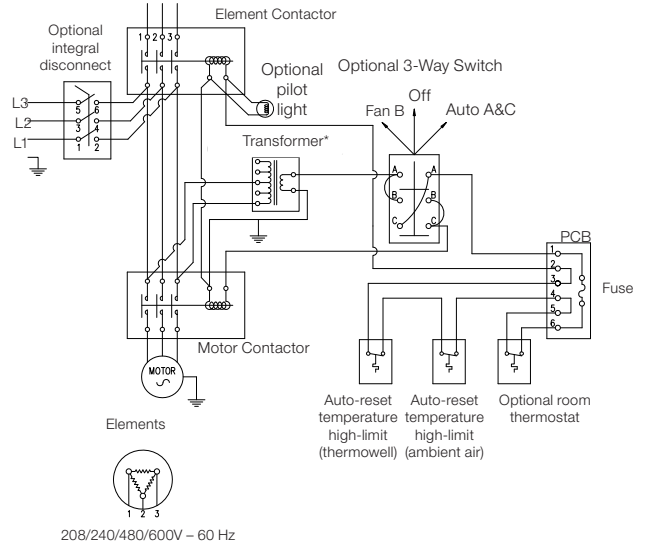 Element Contactor
Optional
integral
disconnect
1 2 3
Optional
pilot
light
Optional 3-Way Switch
Off
Fan B
Auto A&C
L3
L2
L1
5 6
3 4
1 2
Transformer*
A A
B B
C C
PCB
1
2
3
4
5
6
Fuse
Motor Contactor
MOTOR
Auto-reset
temperature
high-limit
(thermowell)
Auto-reset
temperature
high-limit
(ambient air)
Optional room
thermostat
Elements
1 2 3
208/240/480/600V – 60 Hz